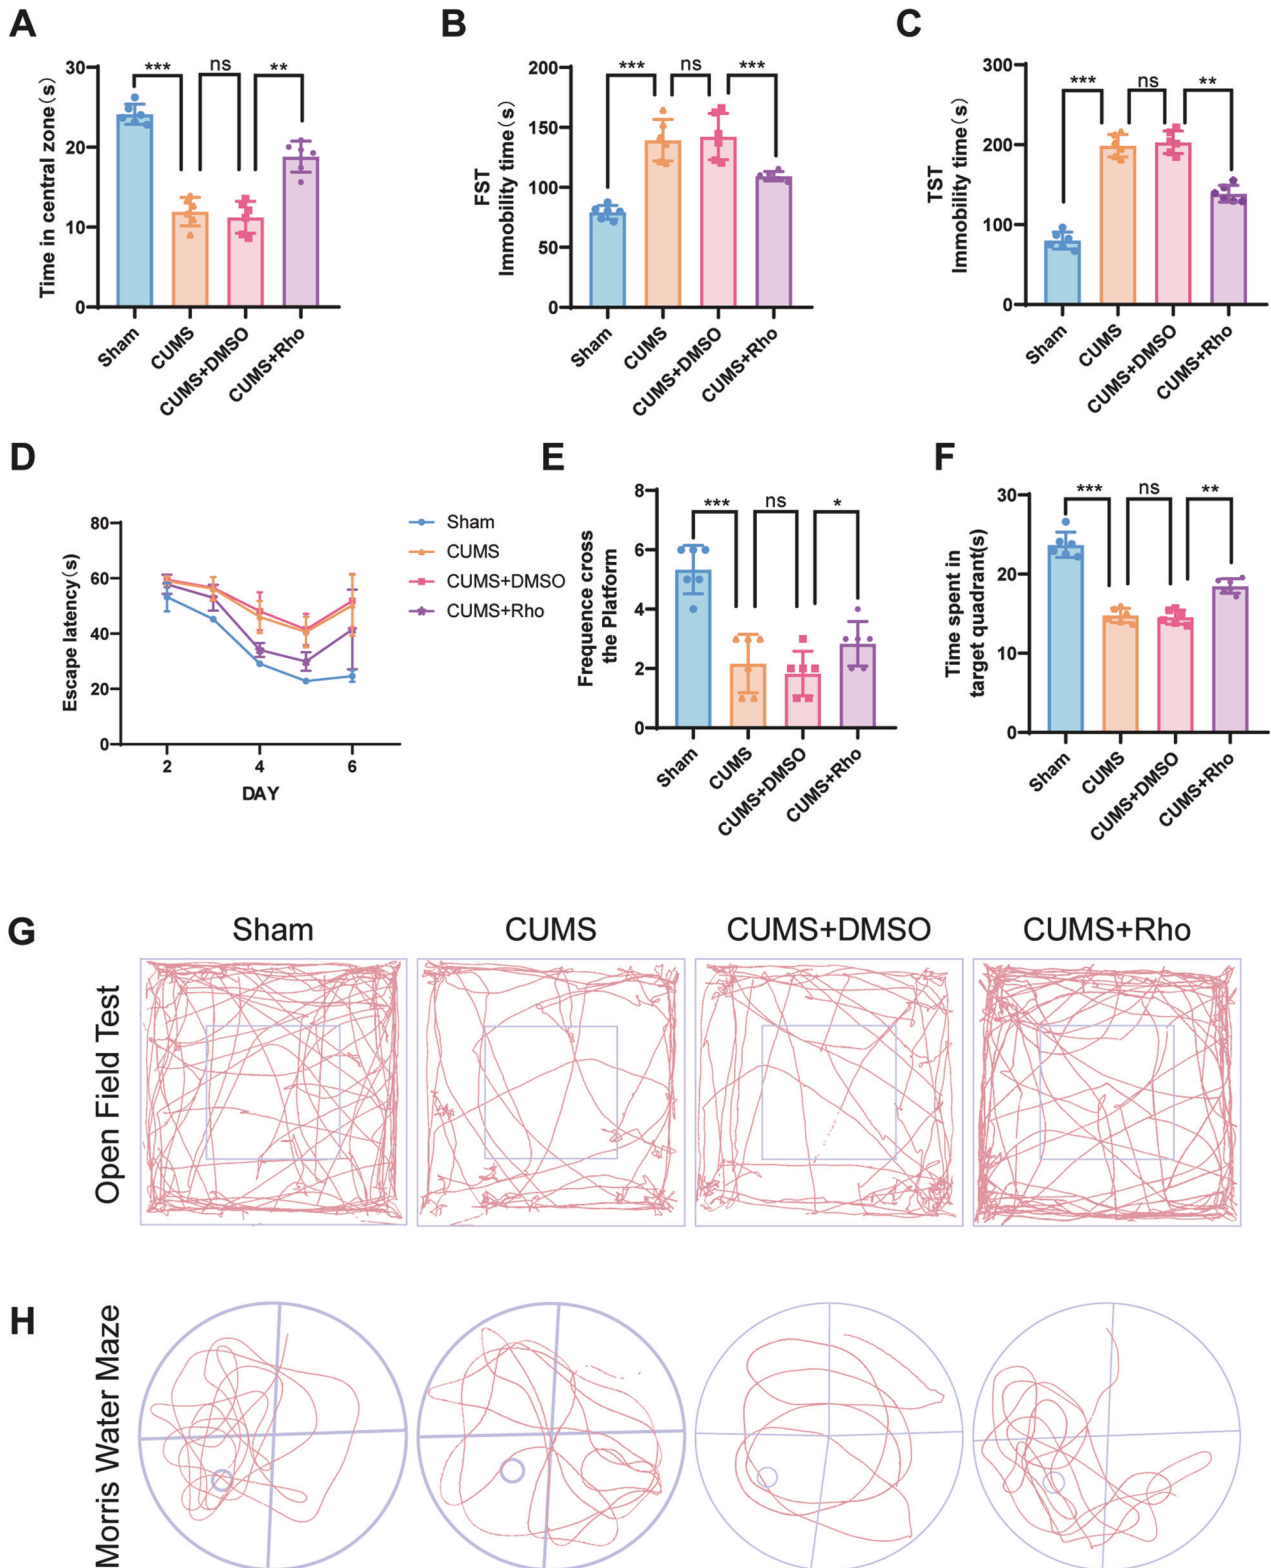 A
Time in central zone(s)
30
20
10
0
***
ns
**
Sham
CUMS
CUMS+DMSO
CUMS+Rho
B
FST
Immobility time(s)
200
150
100
50
0
***
ns
***
Sham
CUMS
CUMS+DMSO
CUMS+Rho
C
TST
Immobility time(s)
300
200
100
0
***
ns
**
Sham
CUMS
CUMS+DMSO
CUMS+Rho
D
Escape latency(s)
80
60
40
20
0
2
4
6
DAY
Sham
CUMS
CUMS+DMSO
CUMS+Rho
E
Frequence cross
the Platform
8
6
4
2
0
***
ns
*
Sham
CUMS
CUMS+DMSO
CUMS+Rho
F
Time spent in
target quadrant(s)
30
20
10
0
***
ns
**
Sham
CUMS
CUMS+DMSO
CUMS+Rho
G
Sham
CUMS
CUMS+DMSO
CUMS+Rho
Open Field Test
H
Morris Water Maze